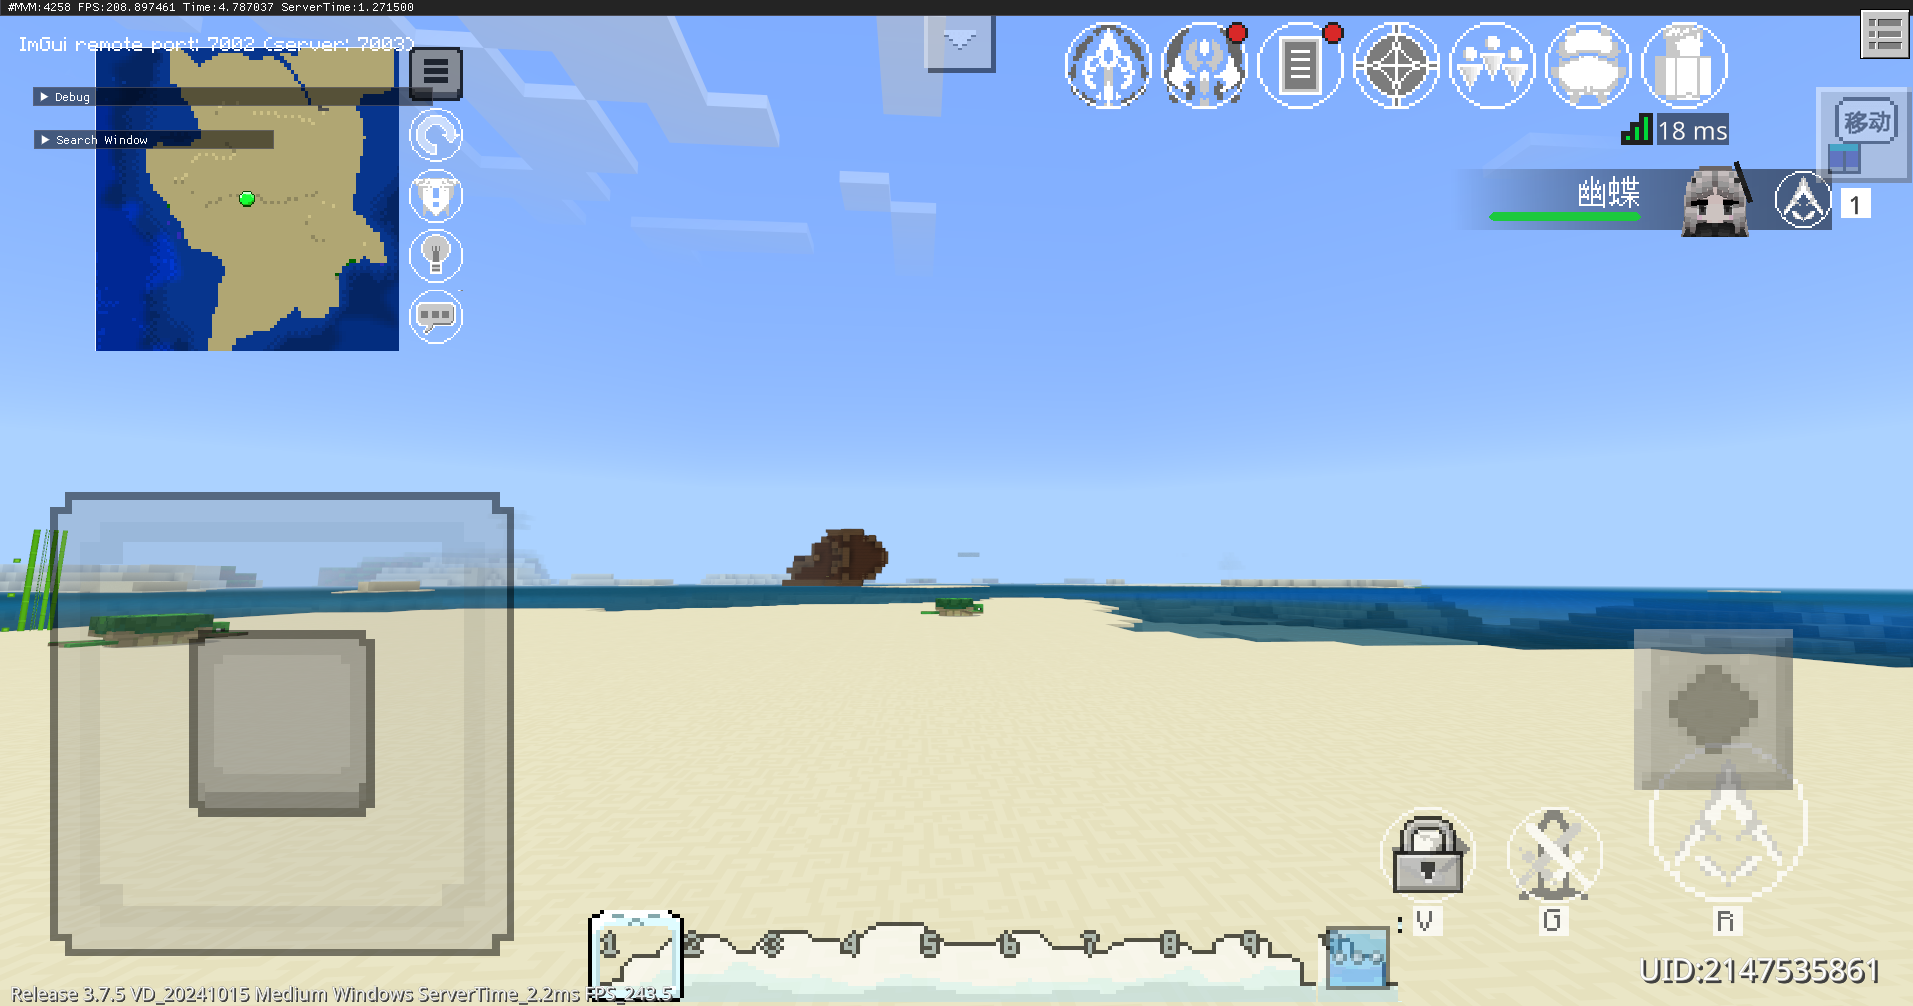 #MVM:4258 FPS:208.897461 Time:4.787037 ServerTime:1.271500
ImGui remote port: 7002 (server: 7003)
Debug
Search Window
18 ms
移动
幽蝶
1
1 2 3 4 5 6 7 8 9
V
G
R
UID:2147535861
Release 3.7.5 VD_20241015 Medium Windows ServerTime_2.2ms FPS_243.5